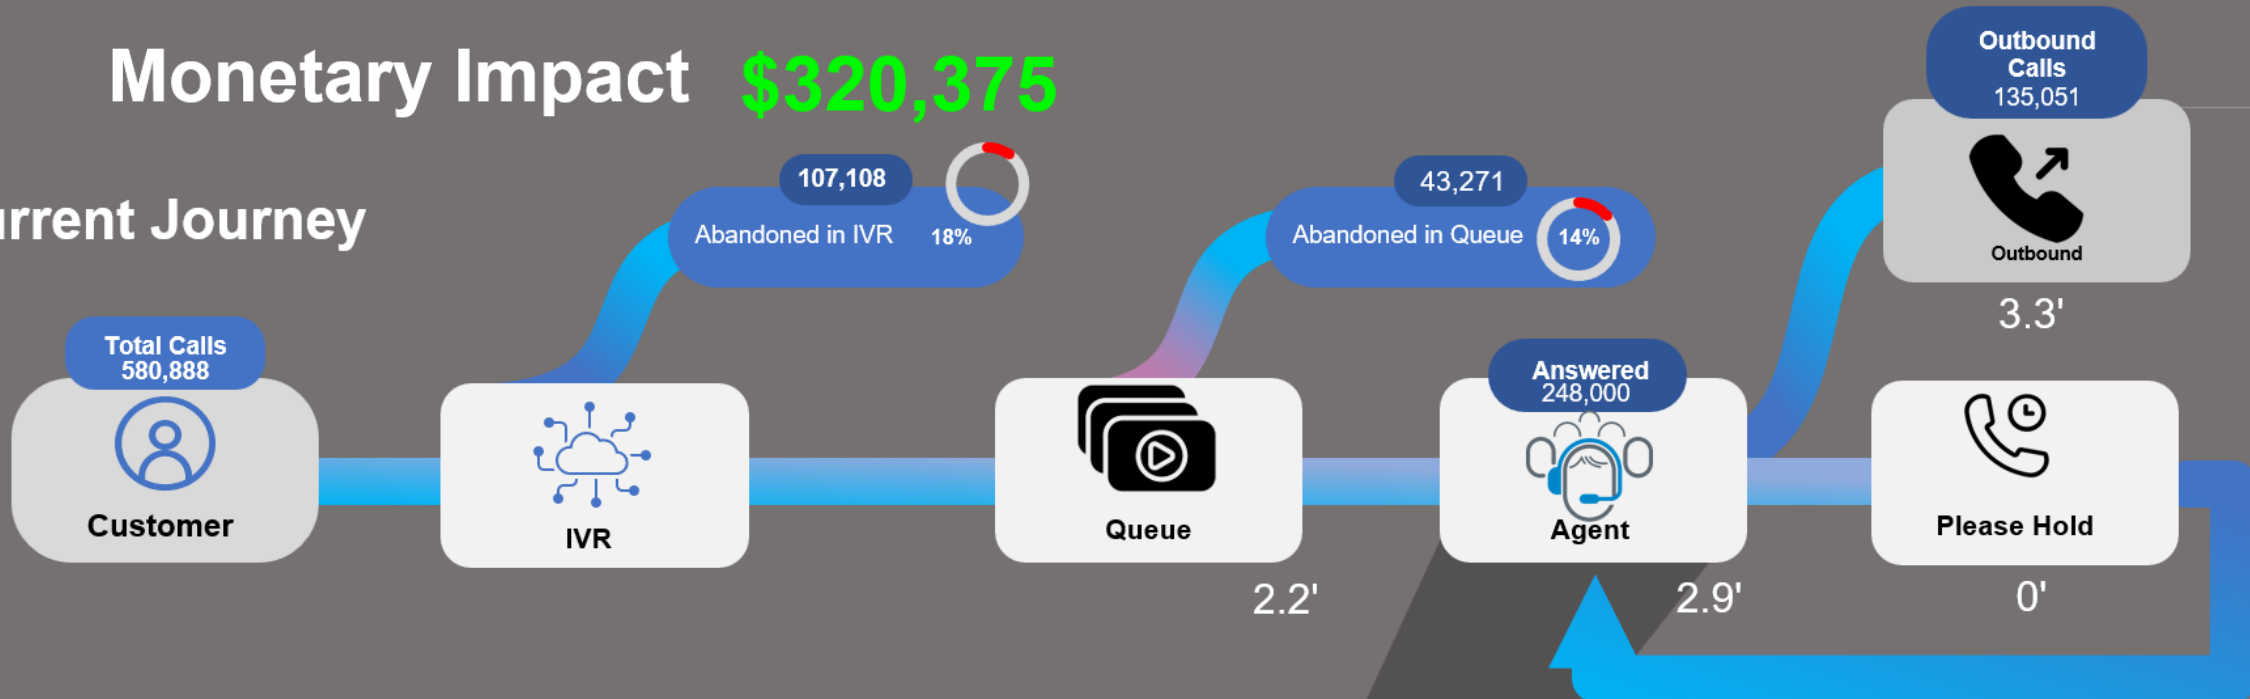 Monetary Impact $320,375
Outbound
Calls
135,051
107,108
43,271
Abandoned in IVR 18%
Abandoned in Queue 14%
urrent Journey
Outbound
3.3'
Total Calls
580,888
Answered
248,000
Customer
IVR
Queue
Agent
Please Hold
2.2'
2.9'
0'